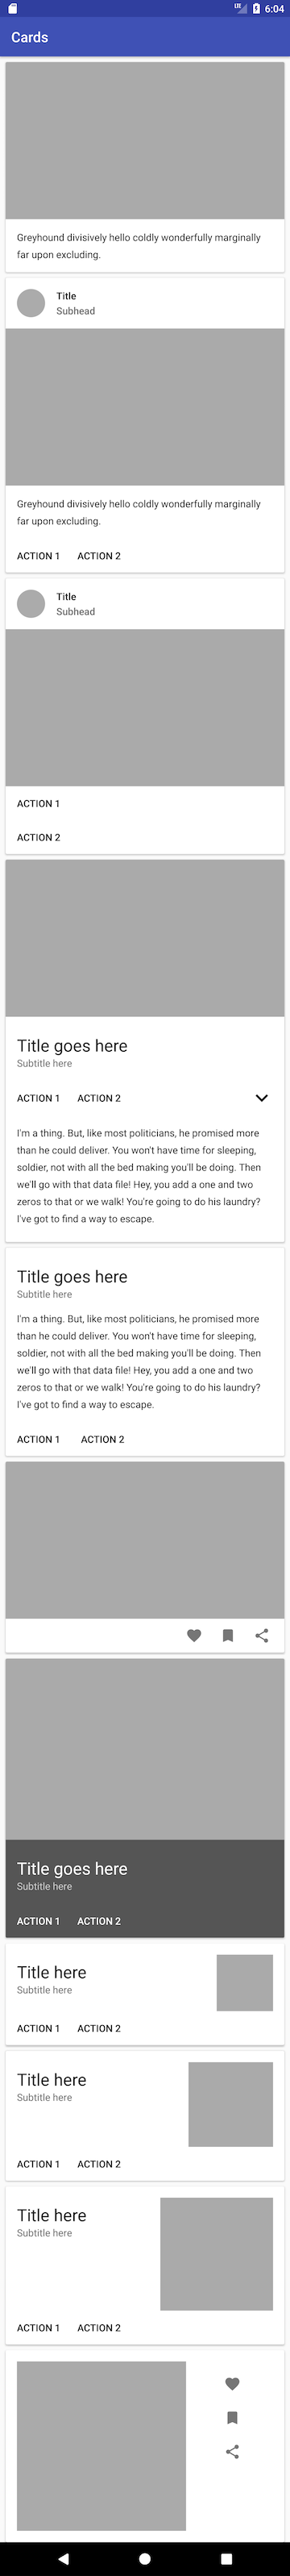 LTE 6:04
Cards
Greyhound divisively hello coldly wonderfully marginally
far upon excluding.
Title
Subhead
Greyhound divisively hello coldly wonderfully marginally
far upon excluding.
ACTION 1 ACTION 2
Title
Subhead
ACTION 1
ACTION 2
Title goes here
Subtitle here
ACTION 1 ACTION 2
I'm a thing. But, like most politicians, he promised more
than he could deliver. You won't have time for sleeping,
soldier, not with all the bed making you'll be doing. Then
we'll go with that data file! Hey, you add a one and two
zeros to that or we walk! You're going to do his laundry?
I've got to find a way to escape.
Title goes here
Subtitle here
I'm a thing. But, like most politicians, he promised more
than he could deliver. You won't have time for sleeping,
soldier, not with all the bed making you'll be doing. Then
we'll go with that data file! Hey, you add a one and two
zeros to that or we walk! You're going to do his laundry?
I've got to find a way to escape.
ACTION 1 ACTION 2
Title goes here
Subtitle here
ACTION 1 ACTION 2
Title here
Subtitle here
ACTION 1 ACTION 2
Title here
Subtitle here
ACTION 1 ACTION 2
Title here
Subtitle here
ACTION 1 ACTION 2